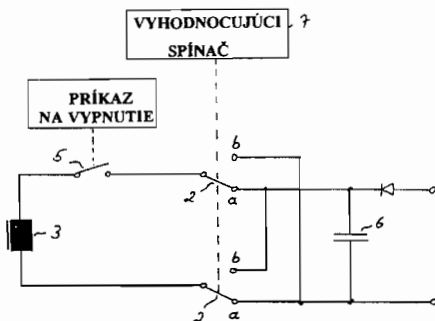 VYHODNOCUJÚCI
SPÍNAČ
7
PRÍKAZ
NA VYPNUTIE
5
b
2
a
3
6
b
2
a